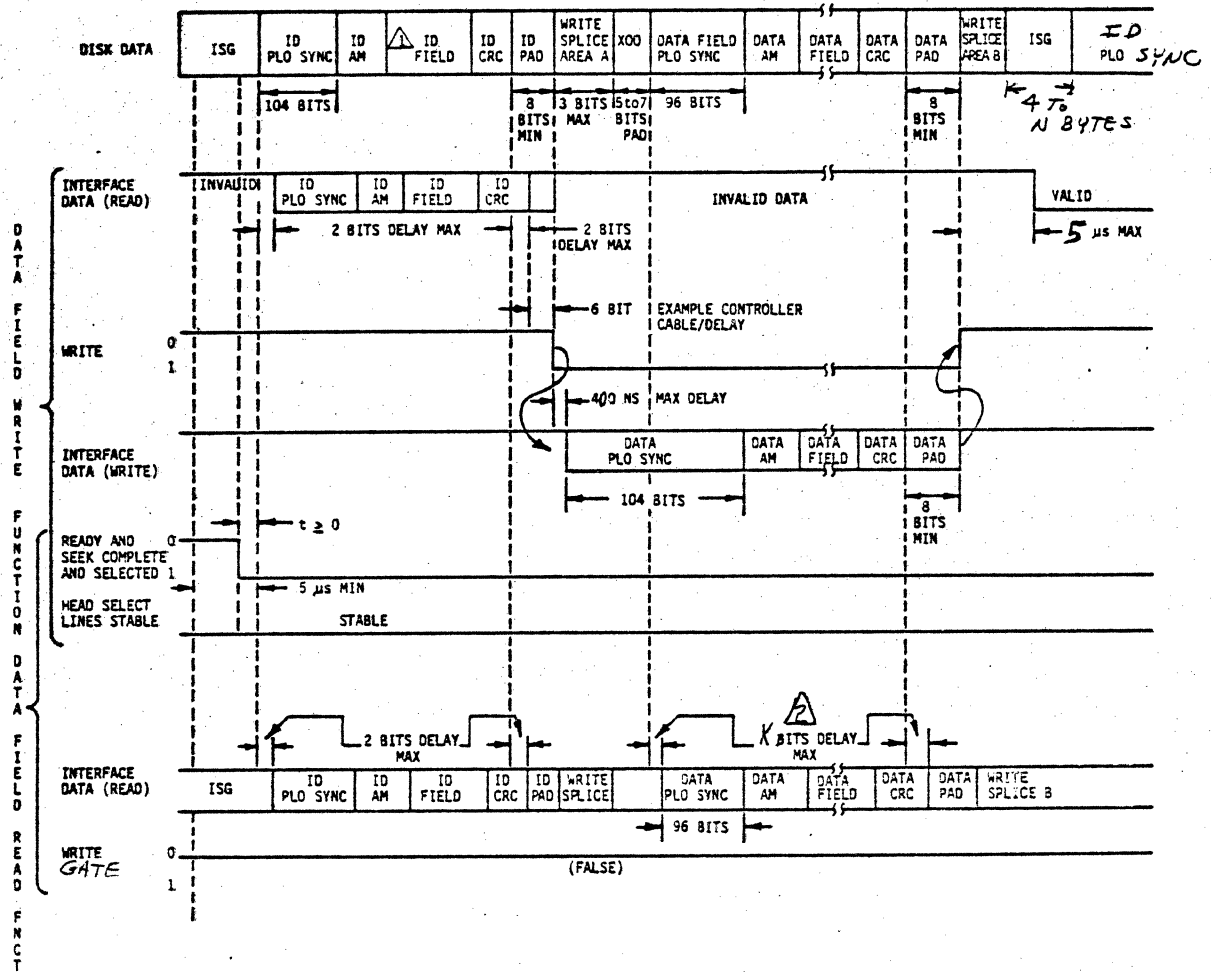 DISK DATA
ISG
ID
PLO SYNC
ID
AM
1
ID
FIELD
ID
CRC
ID
PAD
WRITE
SPLICE
AREA A
X00
DATA FIELD
PLO SYNC
DATA
AM
DATA
FIELD
DATA
CRC
DATA
PAD
WRITE
SPLICE
AREA B
ISG
ID
PLO SYNC
104 BITS
8
BITS
MIN
3 BITS
MAX
5to7
BITS
PAD
96 BITS
8
BITS
MIN
4 To
N BYTES
DATA FIELD WRITE FUNCTION
INTERFACE
DATA (READ)
INVALID
ID
PLO SYNC
ID
AM
ID
FIELD
ID
CRC
INVALID DATA
VALID
2 BITS DELAY MAX
2 BITS
DELAY MAX
5 µs MAX
6 BIT
EXAMPLE CONTROLLER
CABLE/DELAY
WRITE
0
1
400 NS MAX DELAY
INTERFACE
DATA (WRITE)
DATA
PLO SYNC
DATA
AM
DATA
FIELD
DATA
CRC
DATA
PAD
104 BITS
8
BITS
MIN
t ≥ 0
READY AND
SEEK COMPLETE
AND SELECTED
0
1
5 µs MIN
HEAD SELECT
LINES STABLE
STABLE
DATA FIELD READ FNCT
2 BITS DELAY
MAX
2
X BITS DELAY
MAX
INTERFACE
DATA (READ)
ISG
ID
PLO SYNC
ID
AM
ID
FIELD
ID
CRC
ID
PAD
WRITE
SPLICE
DATA
PLO SYNC
DATA
AM
DATA
FIELD
DATA
CRC
DATA
PAD
WRITE
SPLICE B
96 BITS
WRITE
GATE
0
1
(FALSE)